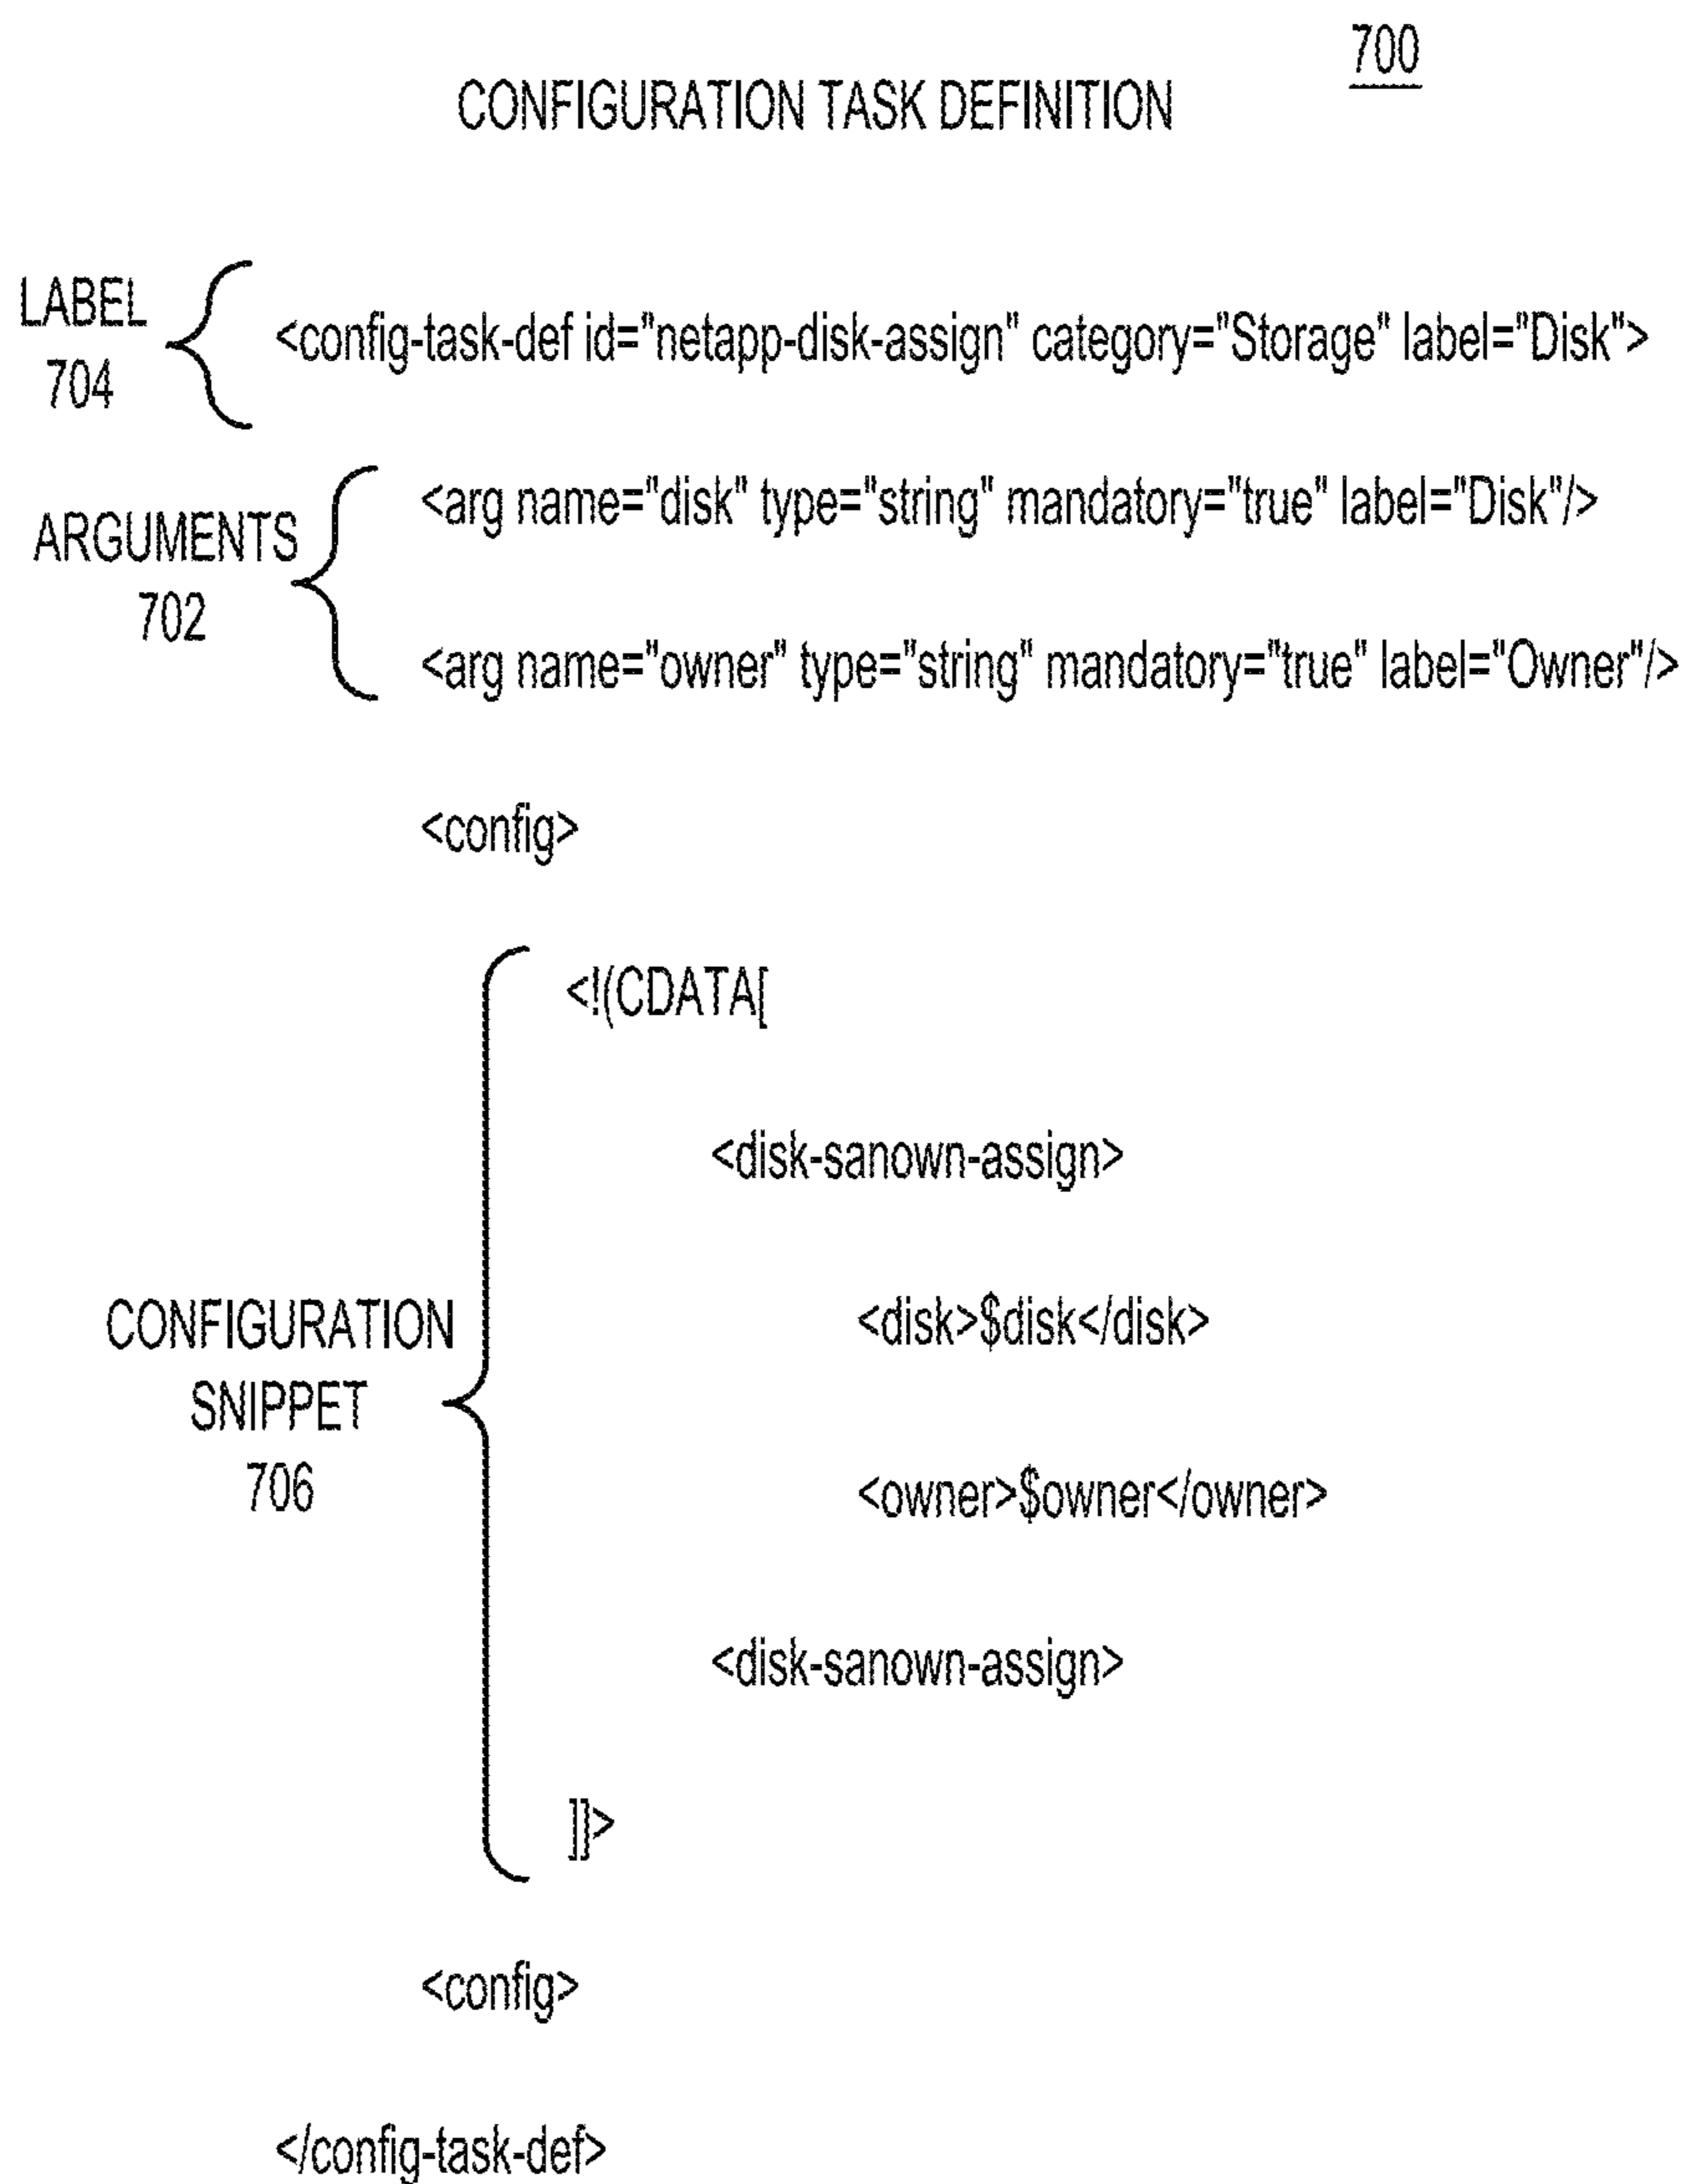 700
CONFIGURATION TASK DEFINITION
LABEL
704
<config-task-def id="netapp-disk-assign" category="Storage" label="Disk">
ARGUMENTS
702
<arg name="disk" type="string" mandatory="true" label="Disk"/>
<arg name="owner" type="string" mandatory="true" label="Owner"/>
<config>
CONFIGURATION
SNIPPET
706
<!(CDATA[
<disk-sanown-assign>
<disk>$disk</disk>
<owner>$owner</owner>
<disk-sanown-assign>
]]>
<config>
</config-task-def>